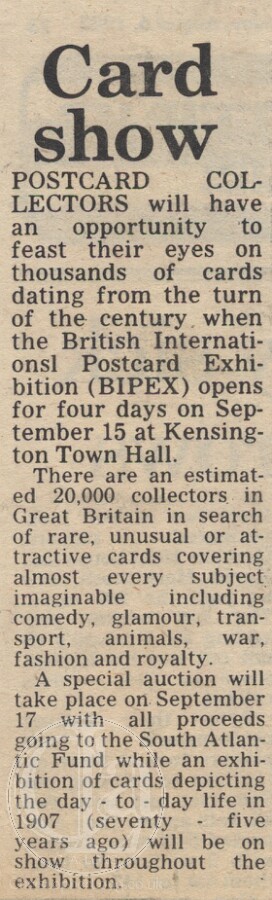 Card
show
POSTCARD COL-
LECTORS will have
an opportunity to
feast their eyes on
thousands of cards
dating from the turn
of the century when
the British Internati-
onsl Postcard Exhi-
bition (BIPEX) opens
for four days on Sep-
tember 15 at Kensing-
ton Town Hall.
There are an estimat-
ed 20,000 collectors in
Great Britain in search
of rare, unusual or at-
tractive cards covering
almost every subject
imaginable including
comedy, glamour, tran-
sport, animals, war,
fashion and royalty.
A special auction will
take place on September
17 with all proceeds
going to the South Atlan-
tic Fund while an exhi-
bition of cards depicting
the day - to - day life in
1907 (seventy - five
years ago) will be on
show throughout the
exhibition.